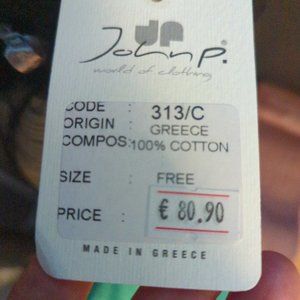 JP
John P.®
world of clothing
CODE : 313/C
ORIGIN : GREECE
COMPOS: 100% COTTON
SIZE : FREE
PRICE : € 80.90
MADE IN GREECE